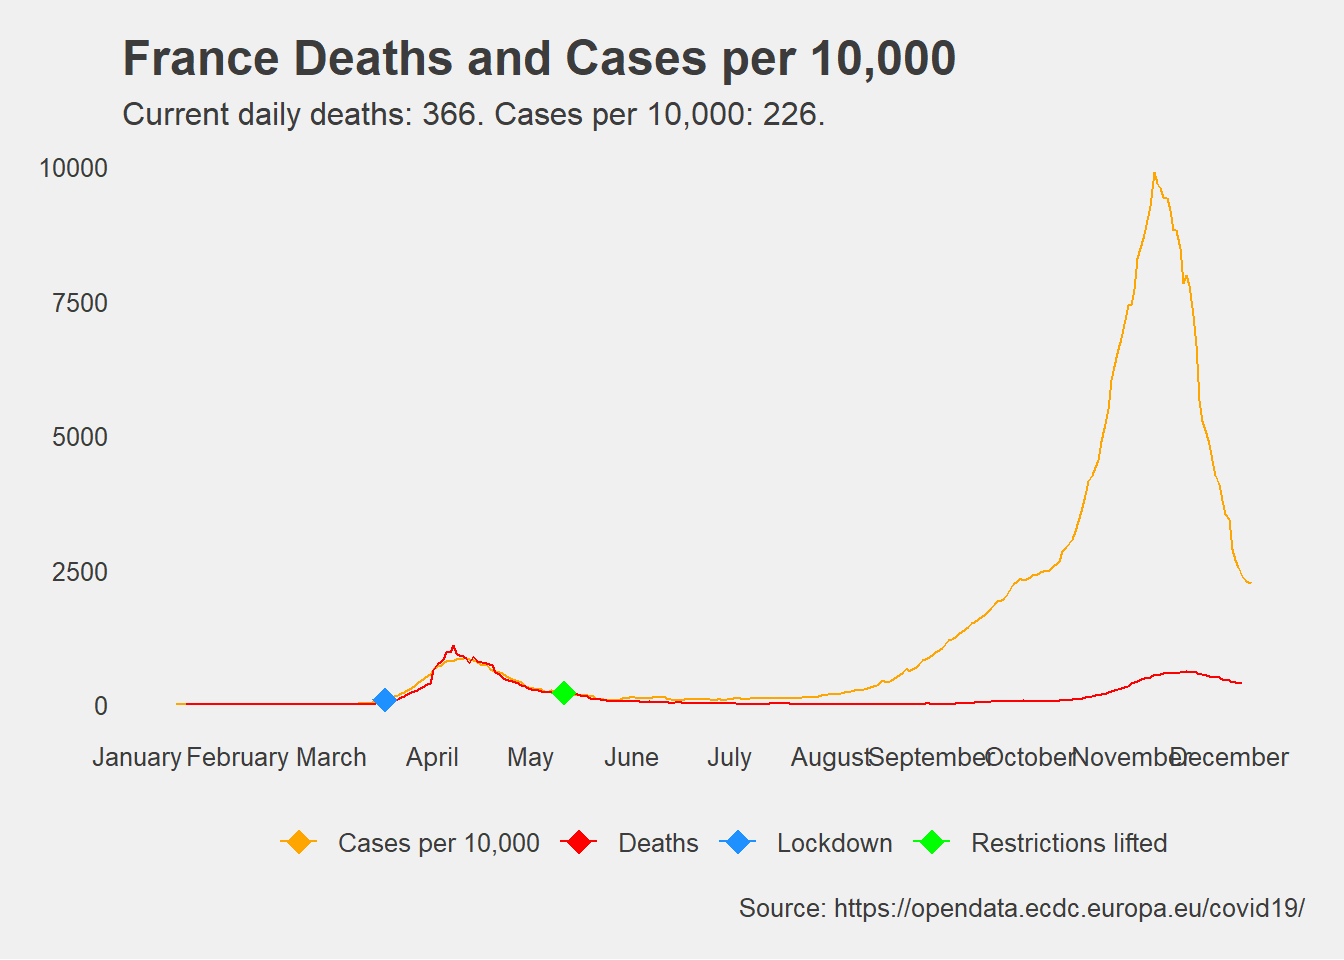 France Deaths and Cases per 10,000
Current daily deaths: 366. Cases per 10,000: 226.
10000
7500
5000
2500
0
January February March April May June July August September October November December
Cases per 10,000 Deaths Lockdown Restrictions lifted
Source: https://opendata.ecdc.europa.eu/covid19/